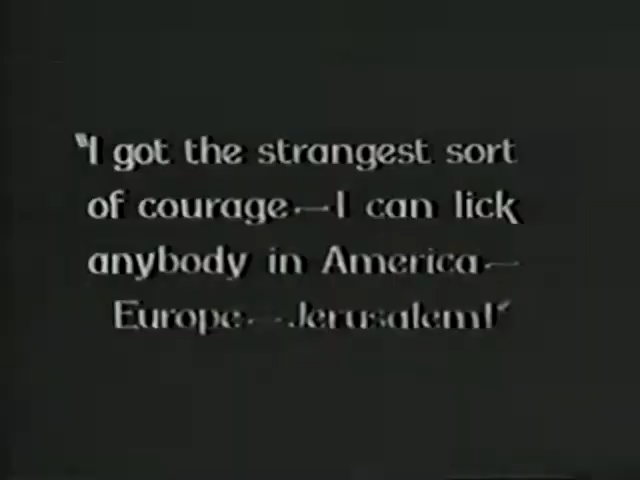 "I got the strangest sort
of courage—I can lick
anybody in America—
Europe—Jerusalem!"